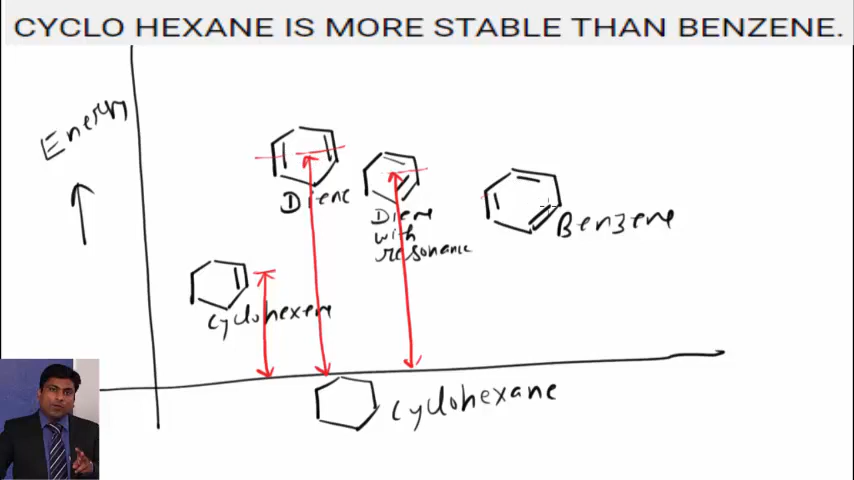 CYCLO HEXANE IS MORE STABLE THAN BENZENE.
Energy
Diene
Diene
with
resonance
Benzene
cyclohexene
cyclohexane